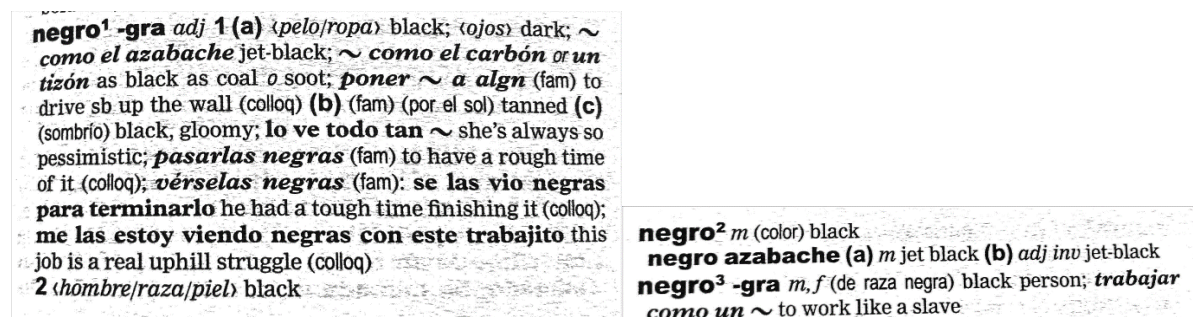 negro¹ -gra adj 1 (a) ‹pelo/ropa› black; ‹ojos› dark; ~
como el azabache jet-black; ~ como el carbón or un
tizón as black as coal o soot; poner ~ a algn (fam) to
drive sb up the wall (colloq) (b) (fam) (por el sol) tanned (c)
(sombrío) black, gloomy; lo ve todo tan ~ she's always so
pessimistic; pasarlas negras (fam) to have a rough time
of it (colloq); vérselas negras (fam): se las vio negras
para terminarlo he had a tough time finishing it (colloq);
me las estoy viendo negras con este trabajito this
job is a real uphill struggle (colloq)
2 ‹hombre/raza/piel› black
negro² m (color) black
negro azabache (a) m jet black (b) adj inv jet-black
negro³ -gra m, f (de raza negra) black person; trabajar
como un ~ to work like a slave